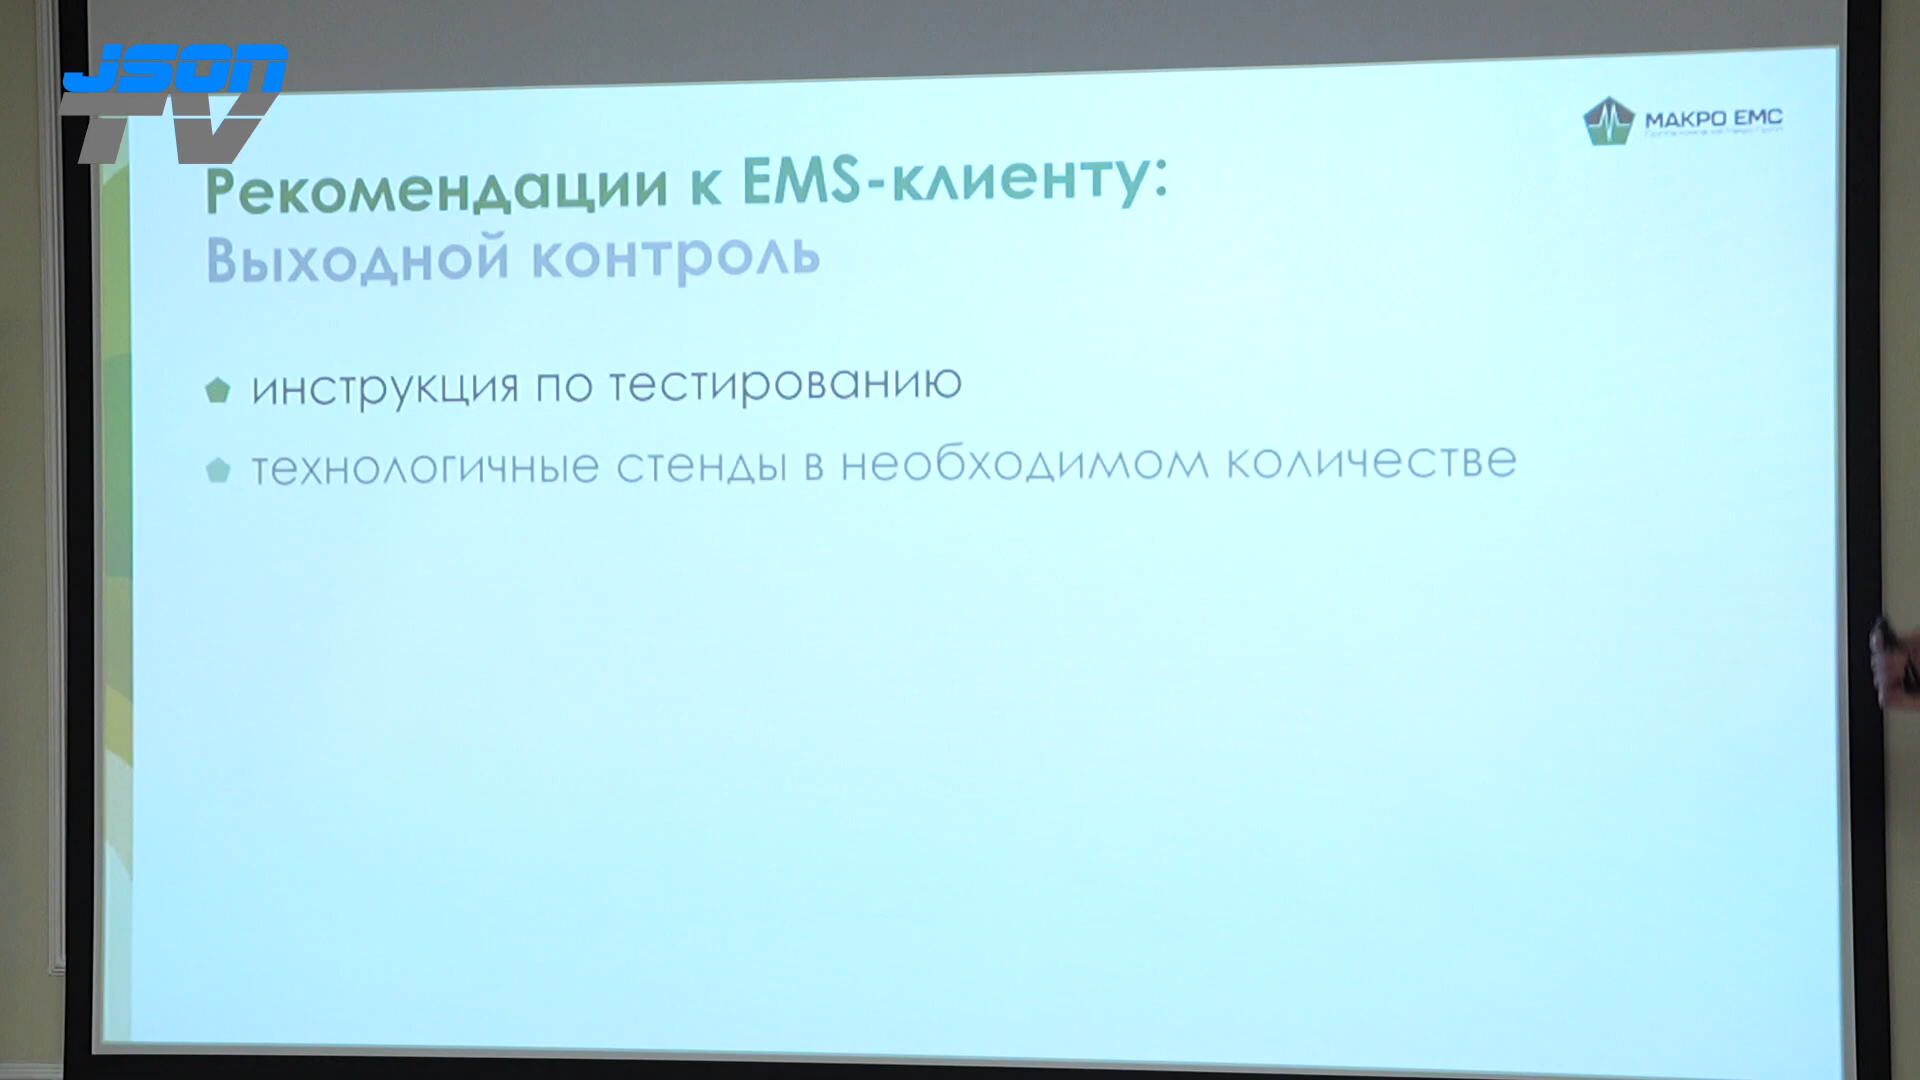 JSON
TV
МАКРО ЕМС
Рекомендации к EMS-клиенту:
Выходной контроль
инструкция по тестированию
технологичные стенды в необходимом количестве